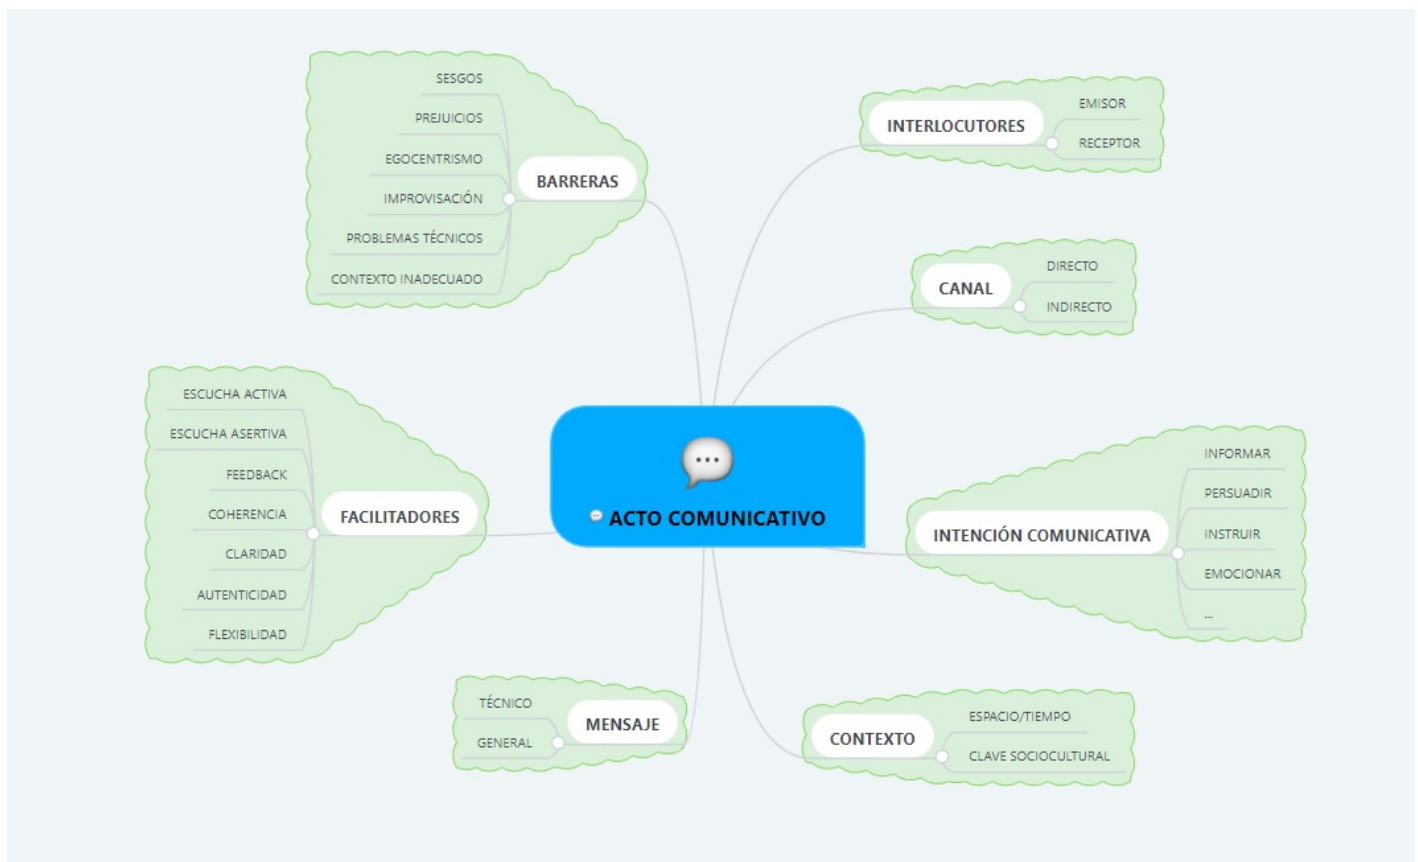 ACTO COMUNICATIVO
INTERLOCUTORES
EMISOR
RECEPTOR
CANAL
DIRECTO
INDIRECTO
INTENCIÓN COMUNICATIVA
INFORMAR
PERSUADIR
INSTRUIR
EMOCIONAR
...
CONTEXTO
ESPACIO/TIEMPO
CLAVE SOCIOCULTURAL
MENSAJE
TÉCNICO
GENERAL
FACILITADORES
ESCUCHA ACTIVA
ESCUCHA ASERTIVA
FEEDBACK
COHERENCIA
CLARIDAD
AUTENTICIDAD
FLEXIBILIDAD
BARRERAS
SESGOS
PREJUICIOS
EGOCENTRISMO
IMPROVISACIÓN
PROBLEMAS TÉCNICOS
CONTEXTO INADECUADO